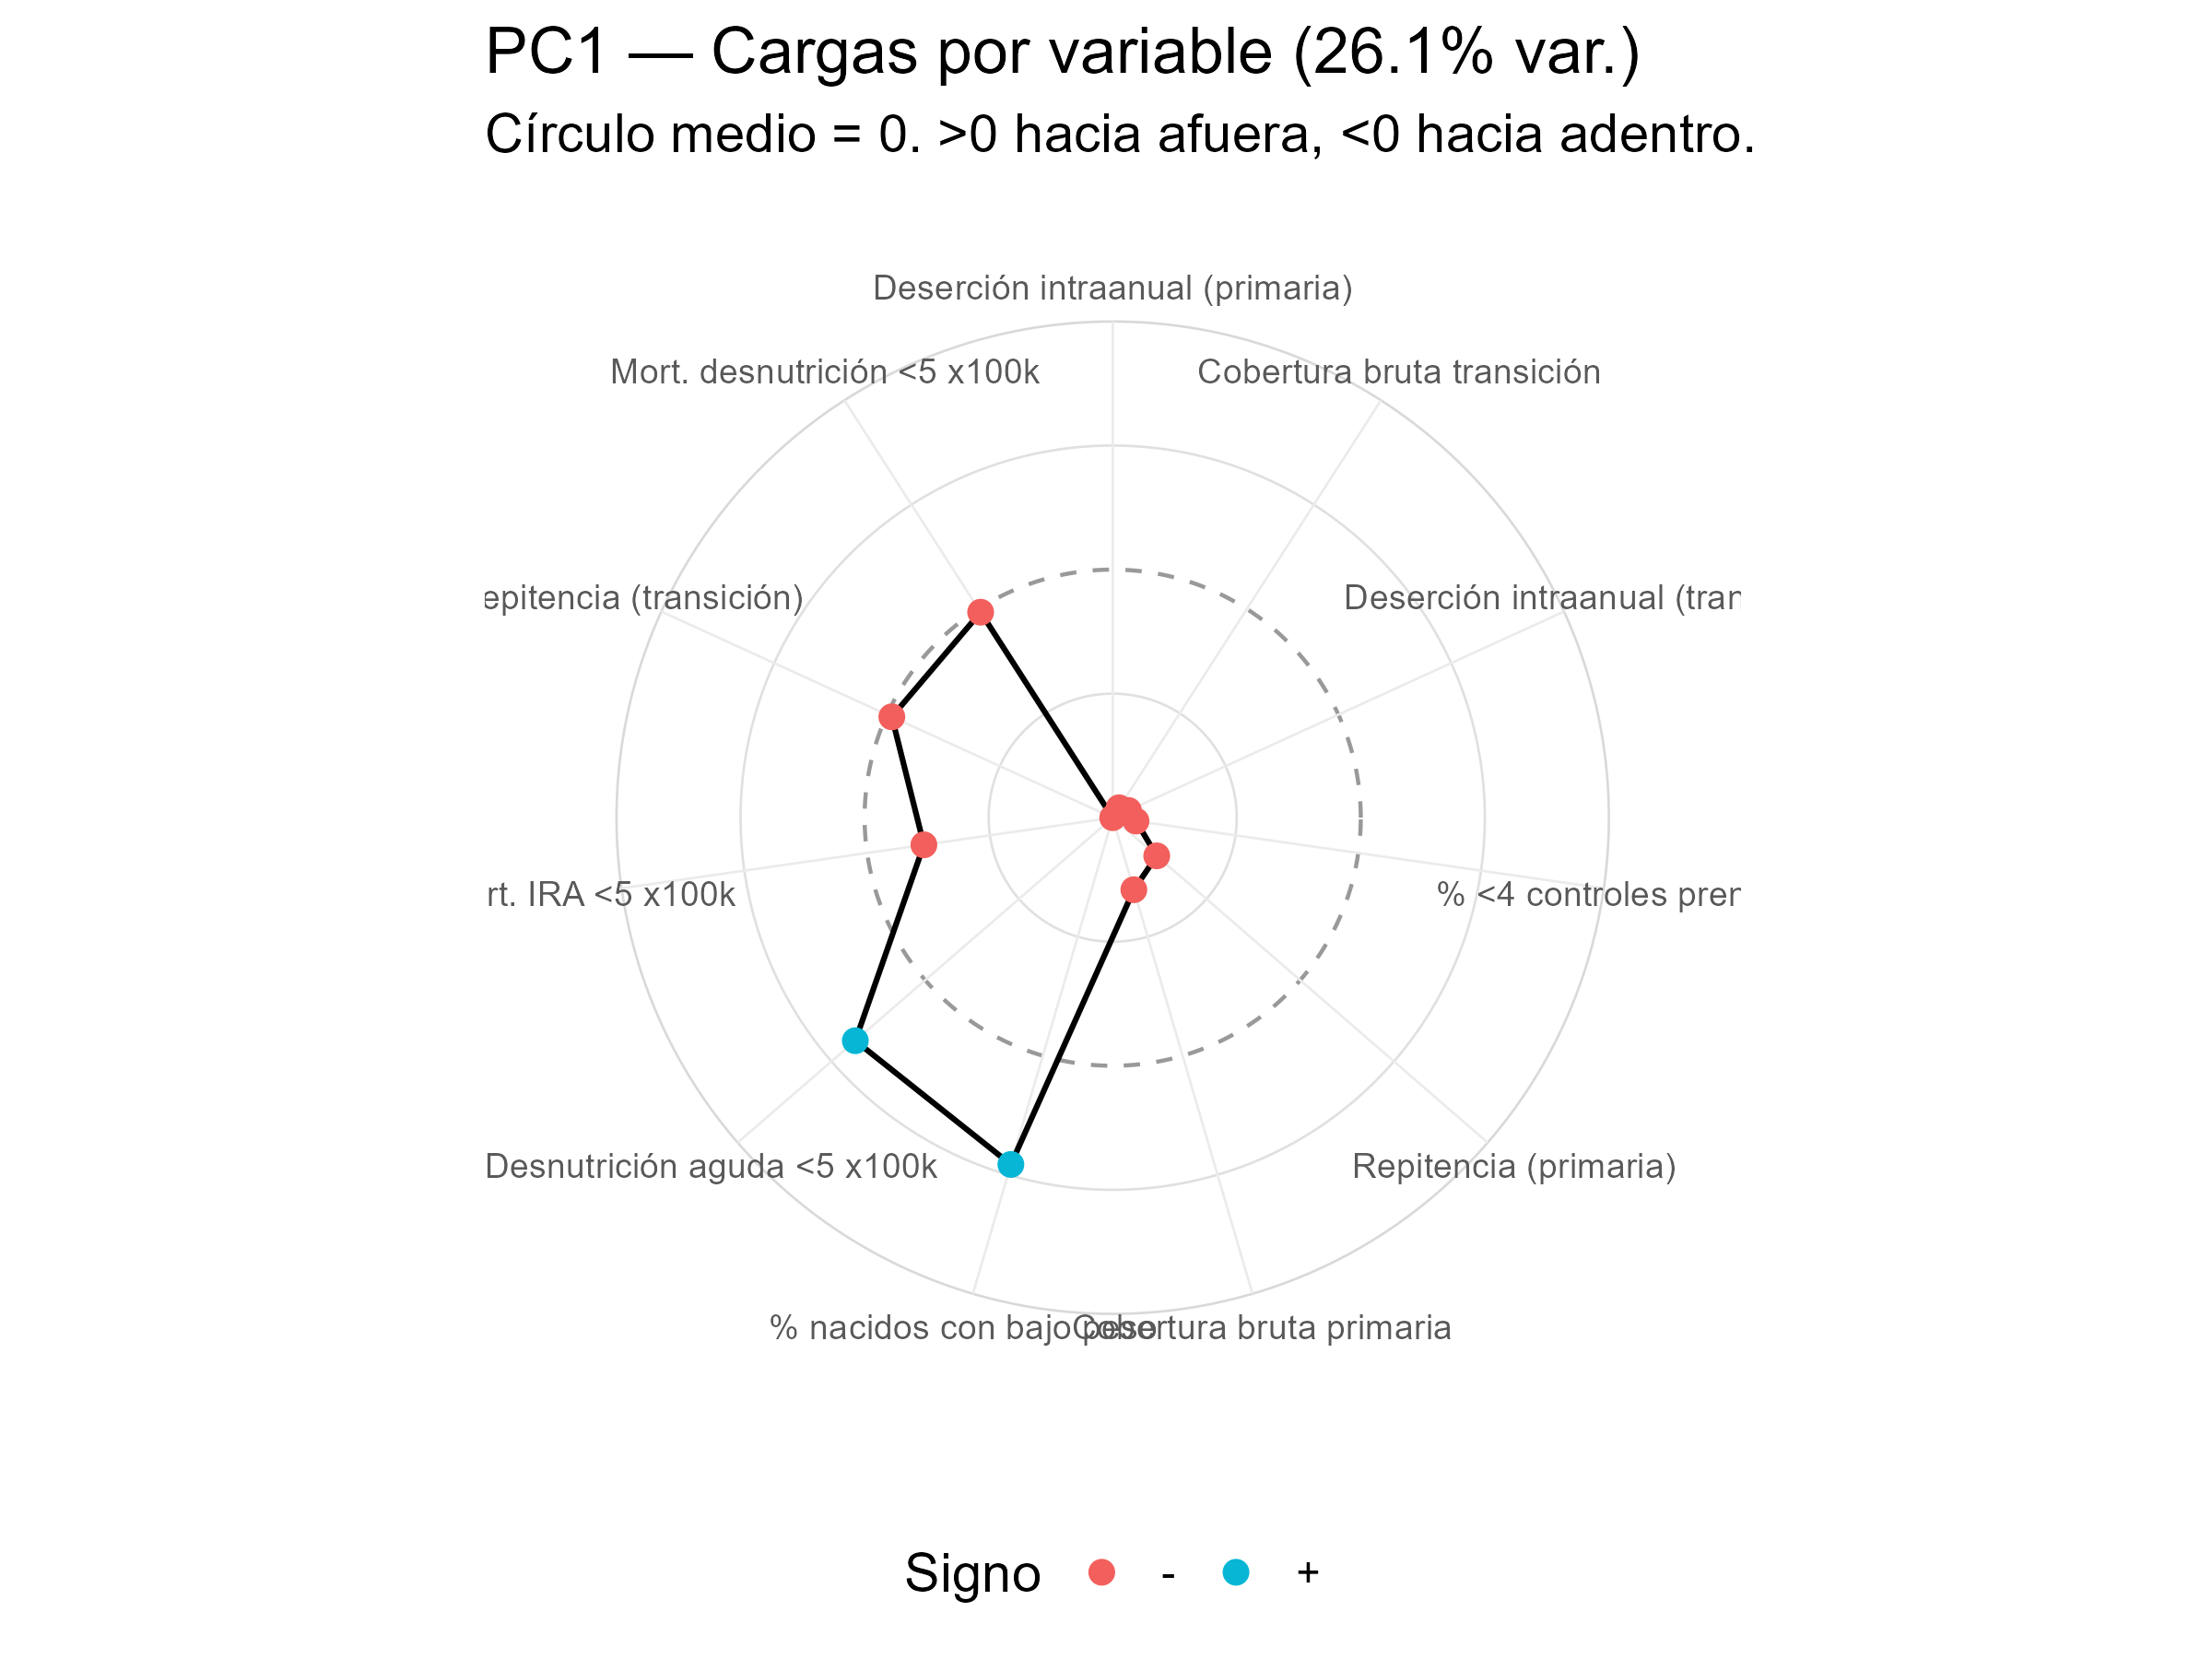 PC1 — Cargas por variable (26.1% var.)
Círculo medio = 0. >0 hacia afuera, <0 hacia adentro.
Deserción intraanual (primaria)
Mort. desnutrición <5 x100k
Cobertura bruta transición
epitencia (transición)
Deserción intraanual (tran
rt. IRA <5 x100k
% <4 controles pren
Desnutrición aguda <5 x100k
Repitencia (primaria)
% nacidos con bajo peso
Cobertura bruta primaria
Signo - +